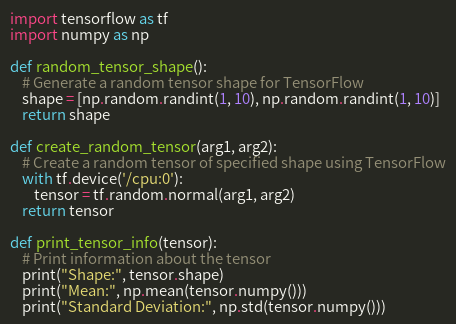 import tensorflow as tf
import numpy as np

def random_tensor_shape():
    # Generate a random tensor shape for TensorFlow
    shape = [np.random.randint(1, 10), np.random.randint(1, 10)]
    return shape

def create_random_tensor(arg1, arg2):
    # Create a random tensor of specified shape using TensorFlow
    with tf.device('/cpu:0'):
        tensor = tf.random.normal(arg1, arg2)
    return tensor

def print_tensor_info(tensor):
    # Print information about the tensor
    print("Shape:", tensor.shape)
    print("Mean:", np.mean(tensor.numpy()))
    print("Standard Deviation:", np.std(tensor.numpy()))